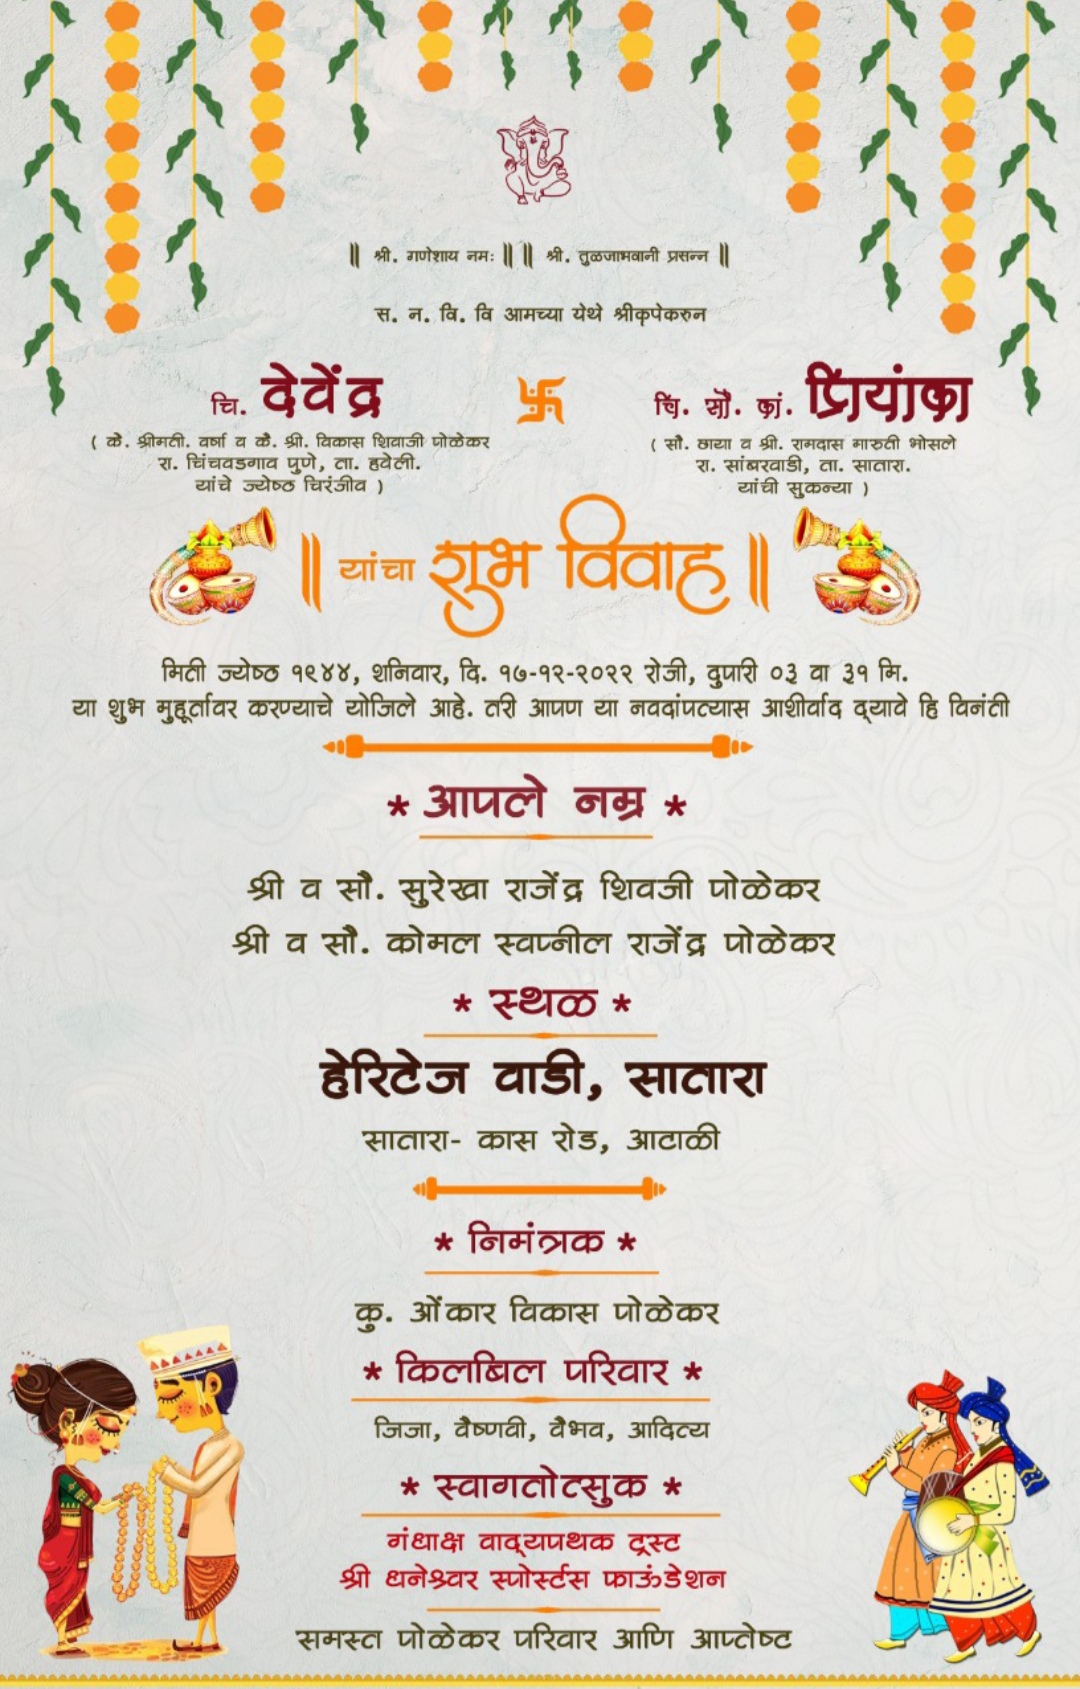 || श्री. गणेशाय नमः || || श्री. तुळजाभवानी प्रसन्न ||
स. न. वि. वि आमच्या येथे श्रीकृपेकरुन
चि. देवेंद्र
( कै. श्रीमती. वर्षा व कै. श्री. विकास शिवाजी पोळेकर
रा. चिंचवडगाव पुणे, ता. हवेली.
यांचे ज्येष्ठ चिरंजीव )
चि. सौ. कां. प्रियांका
( सौ. छाया व श्री. रामदास मारुती भोसले
रा. सांबरवाडी, ता. सातारा.
यांची सुकन्या )
|| यांचा शुभ विवाह ||
मिती ज्येष्ठ १९४४, शनिवार, दि. १७-१२-२०२२ रोजी, दुपारी ०३ वा ३१ मि.
या शुभ मुहूर्तावर करण्याचे योजिले आहे. तरी आपण या नवदांपत्यास आशीर्वाद द्यावे हि विनंती
* आपले नम्र *
श्री व सौ. सुरेखा राजेंद्र शिवजी पोळेकर
श्री व सौ. कोमल स्वप्नील राजेंद्र पोळेकर
* स्थळ *
हेरिटेज वाडी, सातारा
सातारा- कास रोड, आटाळी
* निमंत्रक *
कु. ओंकार विकास पोळेकर
* किलबिल परिवार *
जिजा, वैष्णवी, वैभव, आदित्य
* स्वागतोत्सुक *
गंधाक्ष वाद्यपथक ट्रस्ट
श्री धनेश्वर स्पोर्स्टस फाऊंडेशन
समस्त पोळेकर परिवार आणि आप्तेष्ट